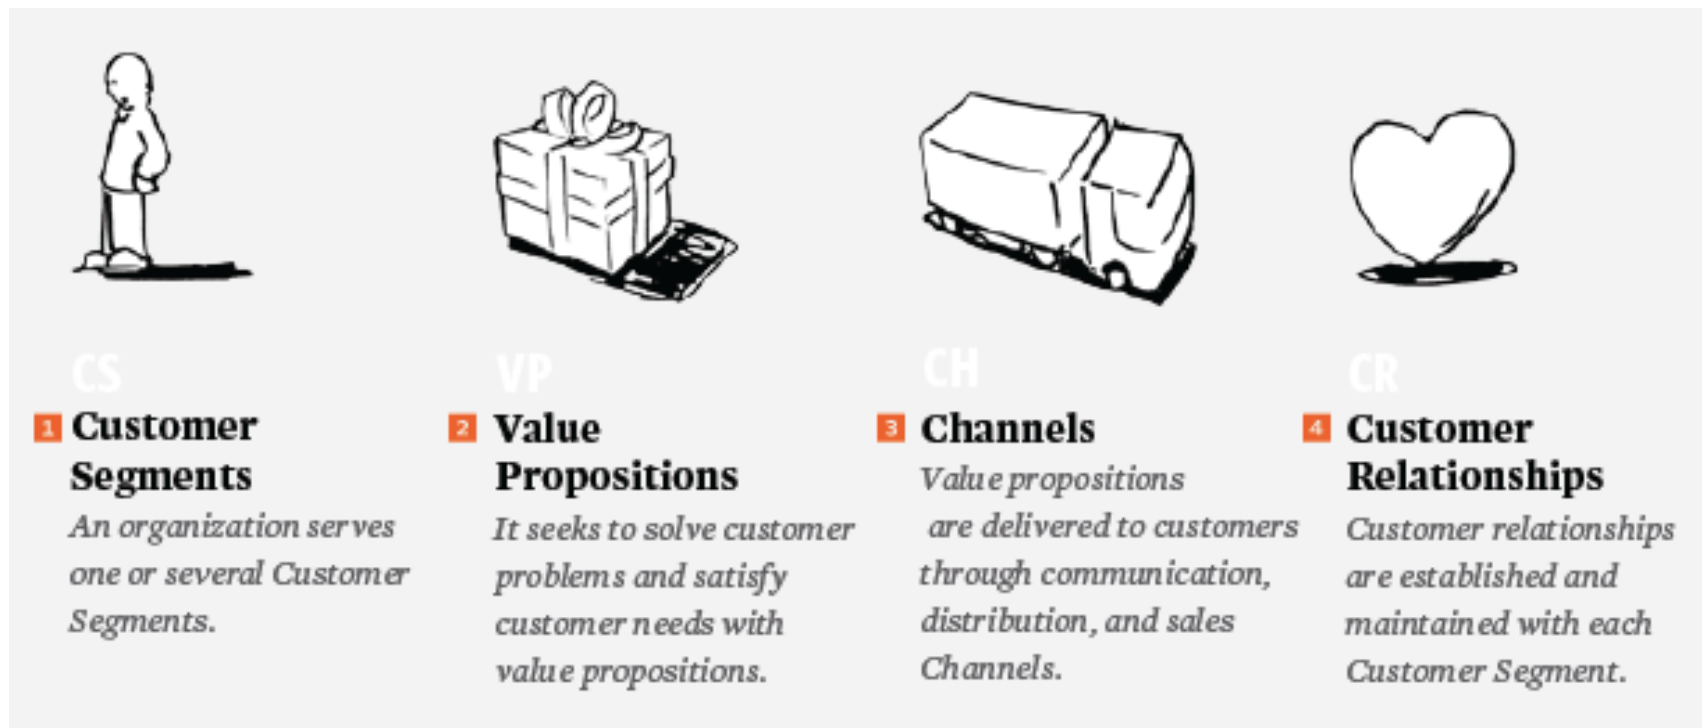 CS
1 Customer
Segments
An organization serves
one or several Customer
Segments.
VP
2 Value
Propositions
It seeks to solve customer
problems and satisfy
customer needs with
value propositions.
CH
3 Channels
Value propositions
are delivered to customers
through communication,
distribution, and sales
Channels.
CR
4 Customer
Relationships
Customer relationships
are established and
maintained with each
Customer Segment.